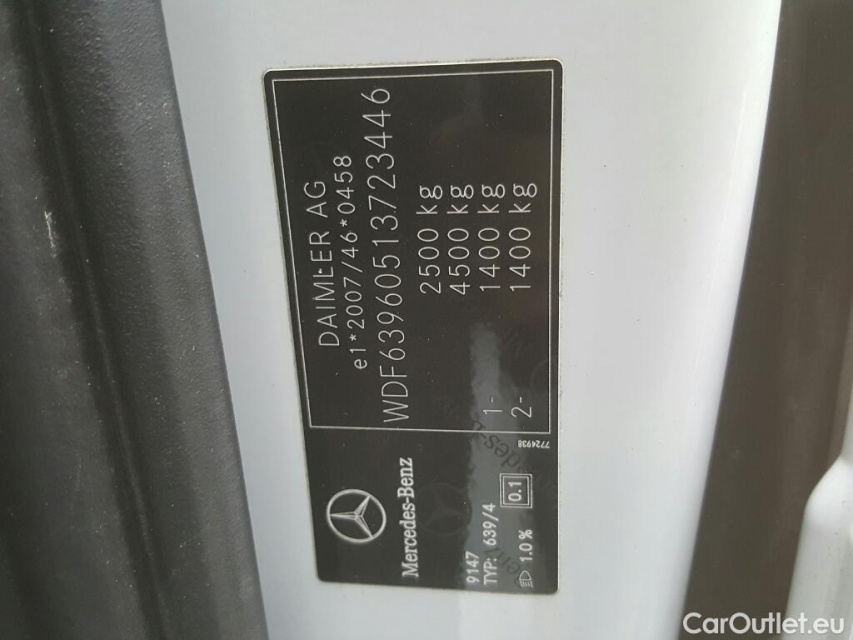 DAIMLER AG
e1*2007/46*0458
WDF63960513723446
2500 kg
4500 kg
1- 1400 kg
2- 1400 kg
7724938
Mercedes-Benz
9147
TYP: 639/4
1.0 % 0.1
CarOutlet.eu